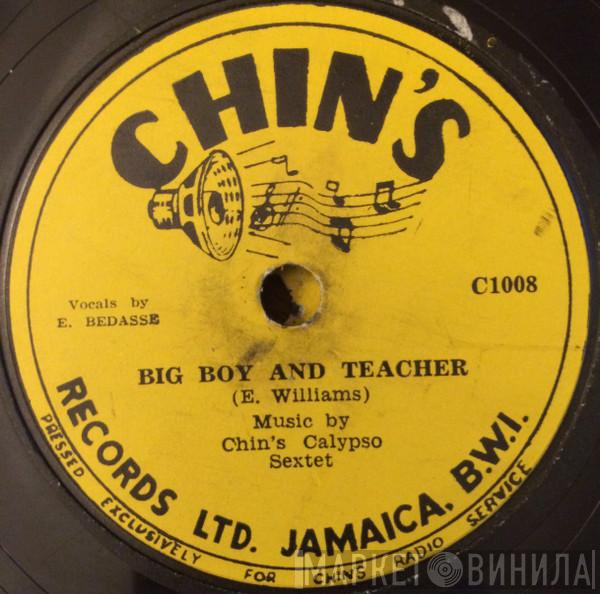 CHIN'S
Vocals by
E. BEDASSE
C1008
BIG BOY AND TEACHER
(E. Williams)
Music by
Chin's Calypso
Sextet
RECORDS LTD. JAMAICA, B.W.I.
PRESSED EXCLUSIVELY FOR CHIN'S RADIO SERVICE
МАРКЕТ ВИНИЛА